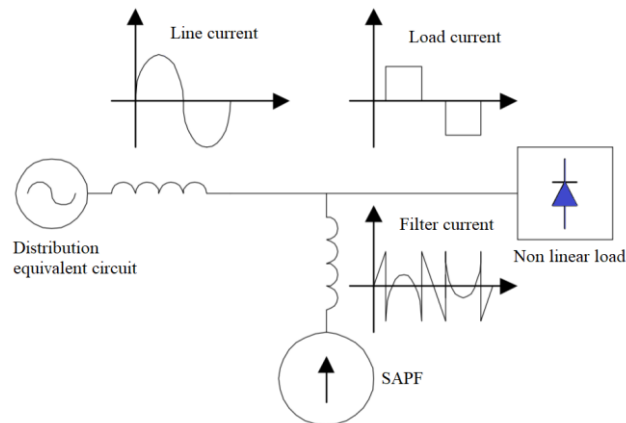 Line current
Load current
Distribution
equivalent circuit
Filter current
Non linear load
SAPF